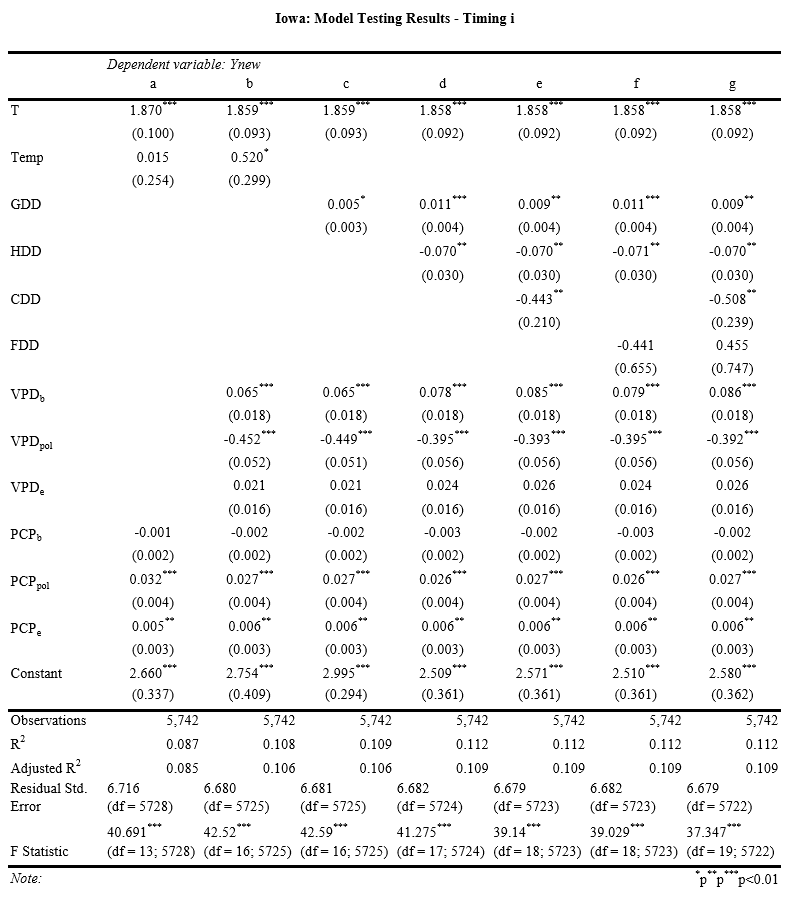 Iowa: Model Testing Results - Timing i
Dependent variable: Ynew
a b c d e f g
T 1.870*** 1.859*** 1.859*** 1.858*** 1.858*** 1.858*** 1.858***
(0.100) (0.093) (0.093) (0.092) (0.092) (0.092) (0.092)
Temp 0.015 0.520*
(0.254) (0.299)
GDD 0.005* 0.011*** 0.009** 0.011*** 0.009**
(0.003) (0.004) (0.004) (0.004) (0.004)
HDD -0.070** -0.070** -0.071** -0.070**
(0.030) (0.030) (0.030) (0.030)
CDD -0.443** -0.508**
(0.210) (0.239)
FDD -0.441 0.455
(0.655) (0.747)
VPDb 0.065*** 0.065*** 0.078*** 0.085*** 0.079*** 0.086***
(0.018) (0.018) (0.018) (0.018) (0.018) (0.018)
VPDpol -0.452*** -0.449*** -0.395*** -0.393*** -0.395*** -0.392***
(0.052) (0.051) (0.056) (0.056) (0.056) (0.056)
VPDe 0.021 0.021 0.024 0.026 0.024 0.026
(0.016) (0.016) (0.016) (0.016) (0.016) (0.016)
PCPb -0.001 -0.002 -0.002 -0.003 -0.002 -0.003 -0.002
(0.002) (0.002) (0.002) (0.002) (0.002) (0.002) (0.002)
PCPpol 0.032*** 0.027*** 0.027*** 0.026*** 0.027*** 0.026*** 0.027***
(0.004) (0.004) (0.004) (0.004) (0.004) (0.004) (0.004)
PCPe 0.005** 0.006** 0.006** 0.006** 0.006** 0.006** 0.006**
(0.003) (0.003) (0.003) (0.003) (0.003) (0.003) (0.003)
Constant 2.660*** 2.754*** 2.995*** 2.509*** 2.571*** 2.510*** 2.580***
(0.337) (0.409) (0.294) (0.361) (0.361) (0.361) (0.362)
Observations 5,742 5,742 5,742 5,742 5,742 5,742 5,742
R2 0.087 0.108 0.109 0.112 0.112 0.112 0.112
Adjusted R2 0.085 0.106 0.106 0.109 0.109 0.109 0.109
Residual Std. 6.716 6.680 6.681 6.682 6.679 6.682 6.679
Error (df = 5728) (df = 5725) (df = 5725) (df = 5724) (df = 5723) (df = 5723) (df = 5722)
40.691*** 42.52*** 42.59*** 41.275*** 39.14*** 39.029*** 37.347***
F Statistic (df = 13; 5728) (df = 16; 5725) (df = 16; 5725) (df = 17; 5724) (df = 18; 5723) (df = 18; 5723) (df = 19; 5722)
Note: *p**p***p<0.01